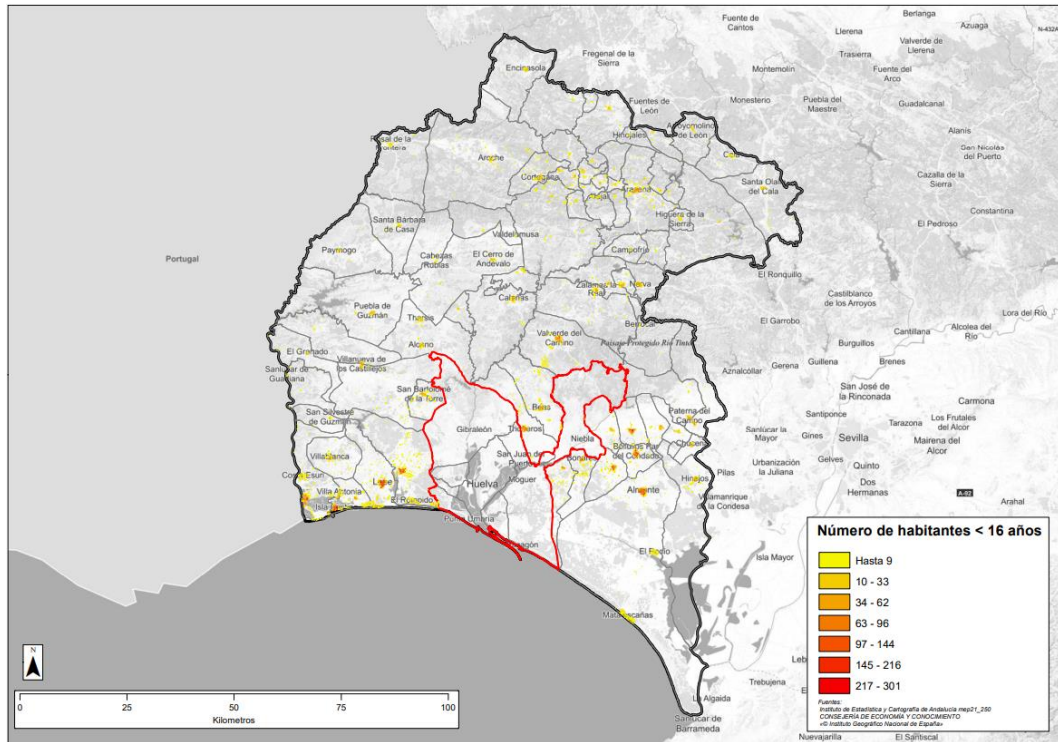 Berlanga
Fuente de
Cantos
Azuaga
Llerena
N-432A
Valverde de
Llerena
Trasierra
Fregenal de la
Sierra
Encinasola
Montemolín
Fuente del
Arco
Fuentes de
León
Monesterio
Puebla del
Maestre
Guadalcanal
Hinojales
Arroyomolinos
de León
Alanís
San Nicolás
del Puerto
Rosal de la
Frontera
Aroche
Cala
Cazalla de la
Sierra
Cortegana
Aracena
Santa Olalla
del Cala
Constantina
Higuera de la
Sierra
El Pedroso
Santa Bárbara
de Casa
Valdelamusa
Portugal
Paymogo
Cabezas
Rubias
El Cerro de
Andévalo
Campofrío
El Ronquillo
Zalamea la
Real
Nerva
Castilblanco
de los Arroyos
Calañas
Lora del Río
Puebla de
Guzmán
Tharsis
Berrocal
El Garrobo
Cantillana
Alcolea del
Río
Valverde del
Camino
Paisaje Protegido Río Tinto
Burguillos
Alosno
El Granado
Villanueva de
los Castillejos
Guillena
Brenes
Aznalcóllar
Gerena
Sanlúcar de
Guadiana
San Bartolomé
de la Torre
San José de
la Rinconada
Carmona
San Silvestre
de Guzmán
Beas
Paterna del
Campo
Santiponce
Los Frutales
del Alcor
Gibraleón
Trigueros
Niebla
Sanlúcar la
Mayor
Gines
Sevilla
Tarazona
Mairena del
Alcor
Chucena
San Juan del
Puerto
Bonares
Bollullos Par
del Condado
Villablanca
Pilas
Urbanización
la Juliana
Gelves
Quinto
Costa Esuri
Huelva
Moguer
Hinojos
Dos
Hermanas
Villa Antonia
Lepe
Almonte
Villamanrique
de la Condesa
A-92
Arahal
El Rompido
Punta Umbría
El Rocío
Isla Mayor
Matalascañas
Trebujena
La Algaida
Sanlúcar de
Barrameda
Nuevajarilla
El Santiscal
Número de habitantes < 16 años
Hasta 9
10 - 33
34 - 62
63 - 96
97 - 144
145 - 216
217 - 301
Fuentes:
Instituto de Estadística y Cartografía de Andalucía mep21_250
CONSEJERÍA DE ECONOMÍA Y CONOCIMIENTO
«© Instituto Geográfico Nacional de España»
N
0 25 50 75 100
Kilometros